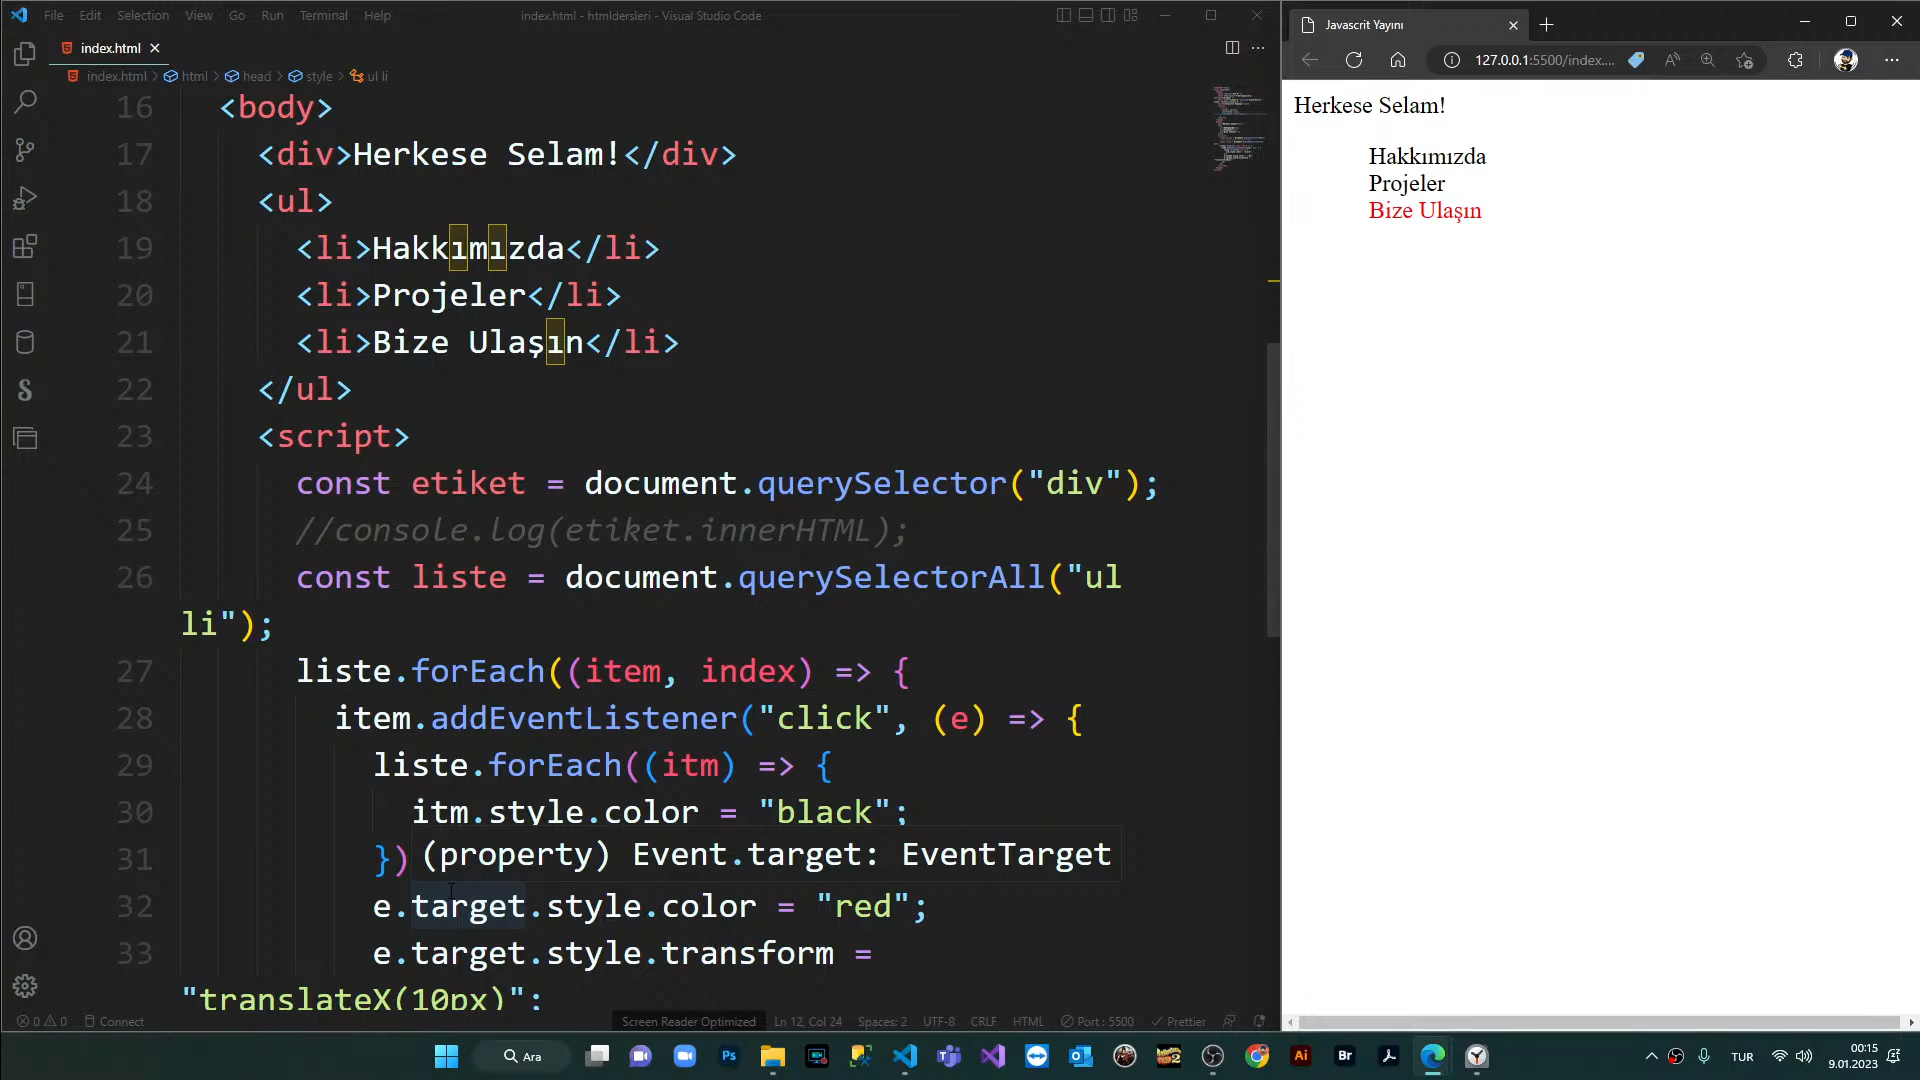 File Edit Selection View Go Run Terminal Help
index.html - htmldersleri - Visual Studio Code
index.html
index.html > html > head > style > ul li
16 <body>
17 <div>Herkese Selam!</div>
18 <ul>
19 <li>Hakkımızda</li>
20 <li>Projeler</li>
21 <li>Bize Ulaşın</li>
22 </ul>
23 <script>
24 const etiket = document.querySelector("div");
25 //console.log(etiket.innerHTML);
26 const liste = document.querySelectorAll("ul
li");
27 liste.forEach((item, index) => {
28 item.addEventListener("click", (e) => {
29 liste.forEach((itm) => {
30 itm.style.color = "black";
31 })
(property) Event.target: EventTarget
32 e.target.style.color = "red";
33 e.target.style.transform =
"translateX(10px)";
0 0 Connect
Screen Reader Optimized Ln 12, Col 24 Spaces: 2 UTF-8 CRLF HTML Port : 5500 Prettier
Javascrit Yayını
127.0.0.1:5500/index....
Herkese Selam!
Hakkımızda
Projeler
Bize Ulaşın
Ara
Ps
Ai
Br
TUR
00:15
9.01.2023